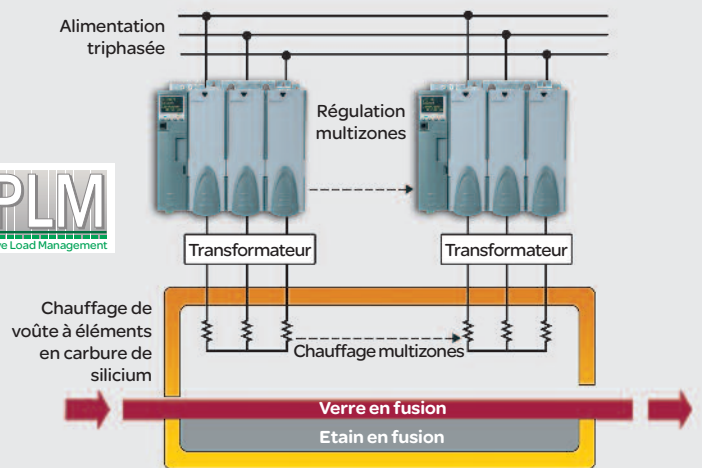 Alimentation
triphasée
Régulation
multizones
PLM
ve Load Management
Transformateur
Transformateur
Chauffage de
voûte à éléments
en carbure de
silicium
Chauffage multizones
Verre en fusion
Etain en fusion